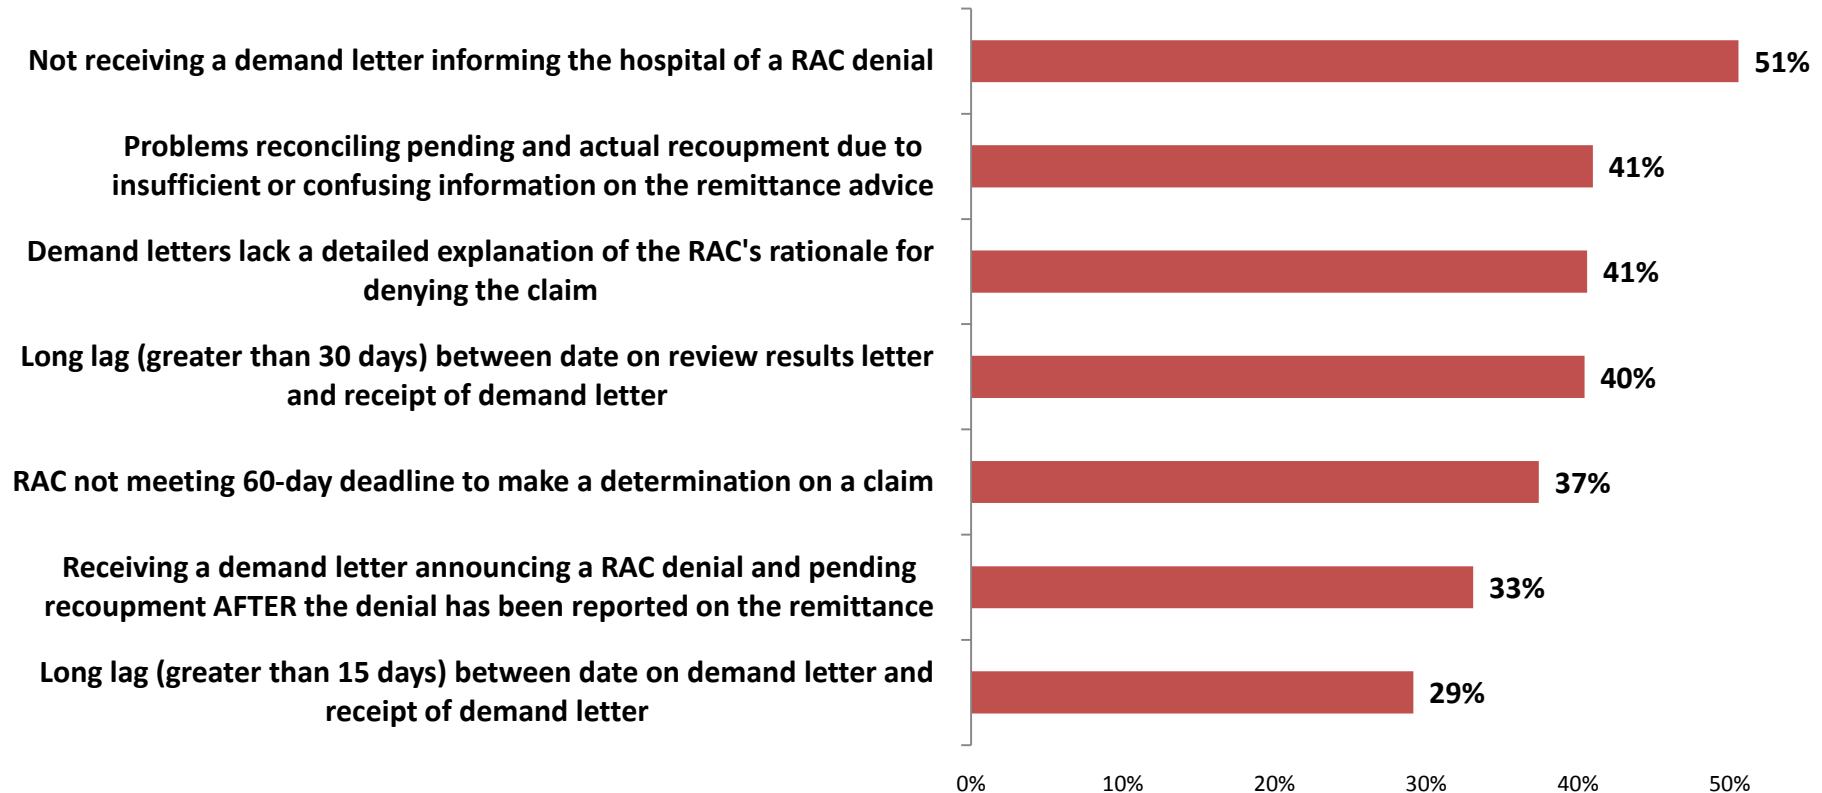 Not receiving a demand letter informing the hospital of a RAC denial
51%
Problems reconciling pending and actual recoupment due to
insufficient or confusing information on the remittance advice
41%
Demand letters lack a detailed explanation of the RAC's rationale for
denying the claim
41%
Long lag (greater than 30 days) between date on review results letter
and receipt of demand letter
40%
RAC not meeting 60-day deadline to make a determination on a claim
37%
Receiving a demand letter announcing a RAC denial and pending
recoupment AFTER the denial has been reported on the remittance
33%
Long lag (greater than 15 days) between date on demand letter and
receipt of demand letter
29%
0% 10% 20% 30% 40% 50%